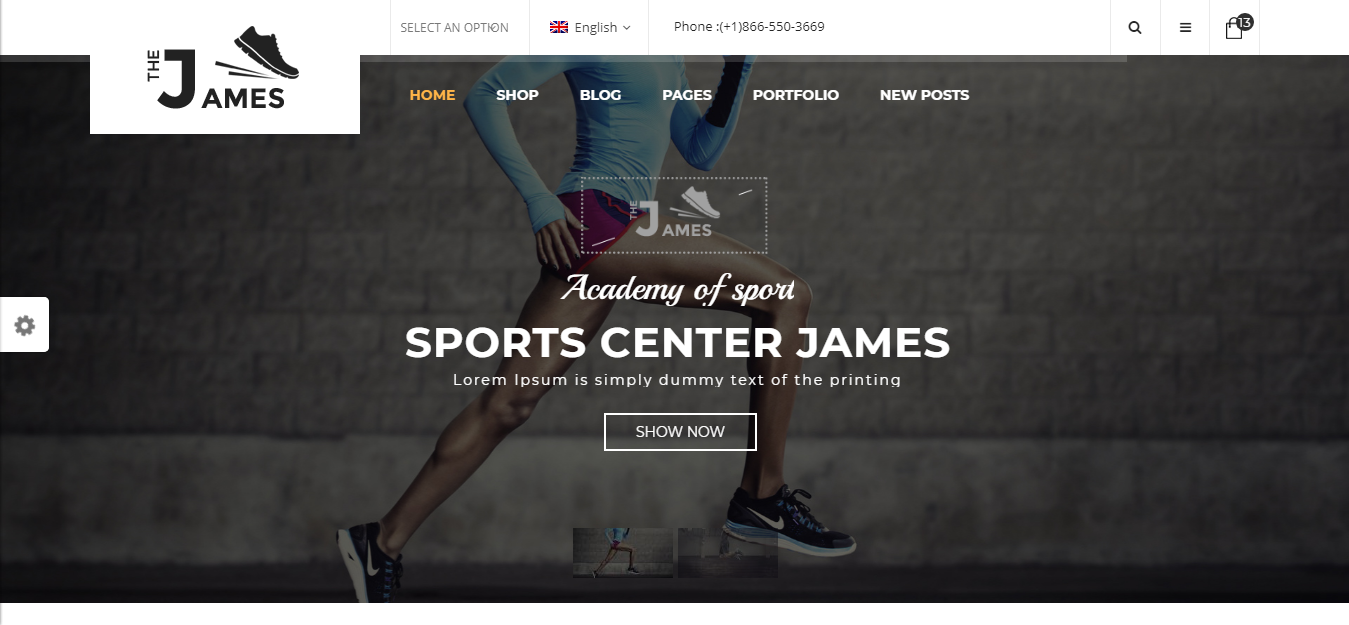 SELECT AN OPTION
English
Phone :(+1)866-550-3669
13
THE JAMES
HOME SHOP BLOG PAGES PORTFOLIO NEW POSTS
THE JAMES
Academy of sport
SPORTS CENTER JAMES
Lorem Ipsum is simply dummy text of the printing
SHOW NOW